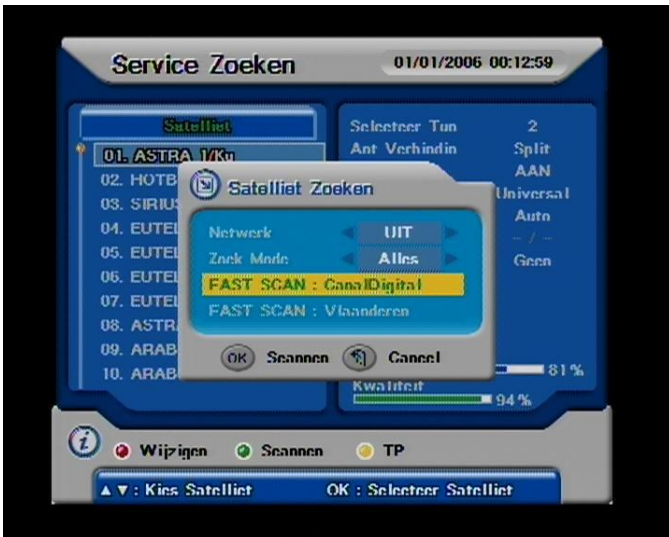 Service Zoeken
01/01/2006 00:12:59
Satelliet
01. ASTRA 1/Ku
02. HOTB
03. SIRIUS
04. EUTEL
05. EUTEL
06. EUTEL
07. EUTEL
08. ASTR
09. ARAB
10. ARAB
Selecteer Tun 2
Ant Verbindin Split
AAN
Universal
Auto
- / -
Geen
81 %
Kwaliteit
94 %
Satelliet Zoeken
Netwerk UIT
Zoek Mode Alles
FAST SCAN : CanalDigital
FAST SCAN : Vlaanderen
OK Scannen Cancel
Wijzigen Scannen TP
▲ ▼ : Kies Satelliet OK : Selecteer Satelliet